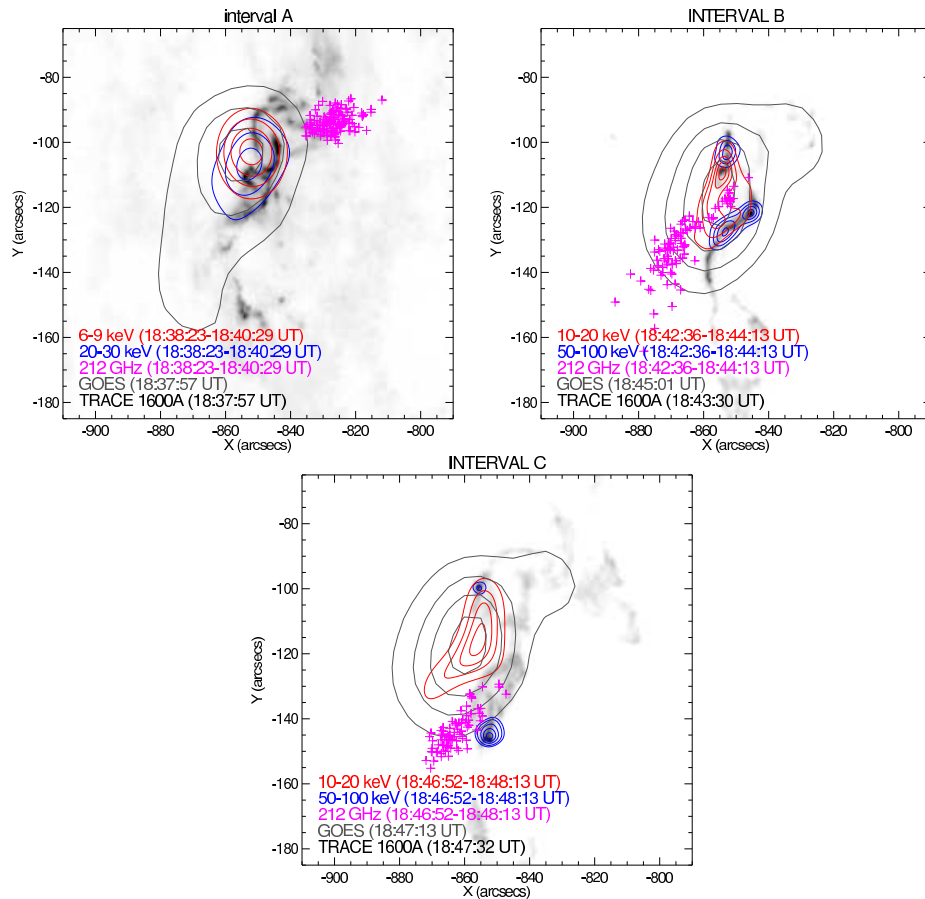 interval A
-80
-100
-120
-140
-160
-180
Y (arcsecs)
6-9 keV (18:38:23-18:40:29 UT)
20-30 keV (18:38:23-18:40:29 UT)
212 GHz (18:38:23-18:40:29 UT)
GOES (18:37:57 UT)
TRACE 1600A (18:37:57 UT)
-900 -880 -860 -840 -820 -800
X (arcsecs)
INTERVAL B
-80
-100
-120
-140
-160
-180
Y (arcsecs)
10-20 keV (18:42:36-18:44:13 UT)
50-100 keV (18:42:36-18:44:13 UT)
212 GHz (18:42:36-18:44:13 UT)
GOES (18:45:01 UT)
TRACE 1600A (18:43:30 UT)
-900 -880 -860 -840 -820 -800
X (arcsecs)
INTERVAL C
-80
-100
-120
-140
-160
-180
Y (arcsecs)
10-20 keV (18:46:52-18:48:13 UT)
50-100 keV (18:46:52-18:48:13 UT)
212 GHz (18:46:52-18:48:13 UT)
GOES (18:47:13 UT)
TRACE 1600A (18:47:32 UT)
-900 -880 -860 -840 -820 -800
X (arcsecs)